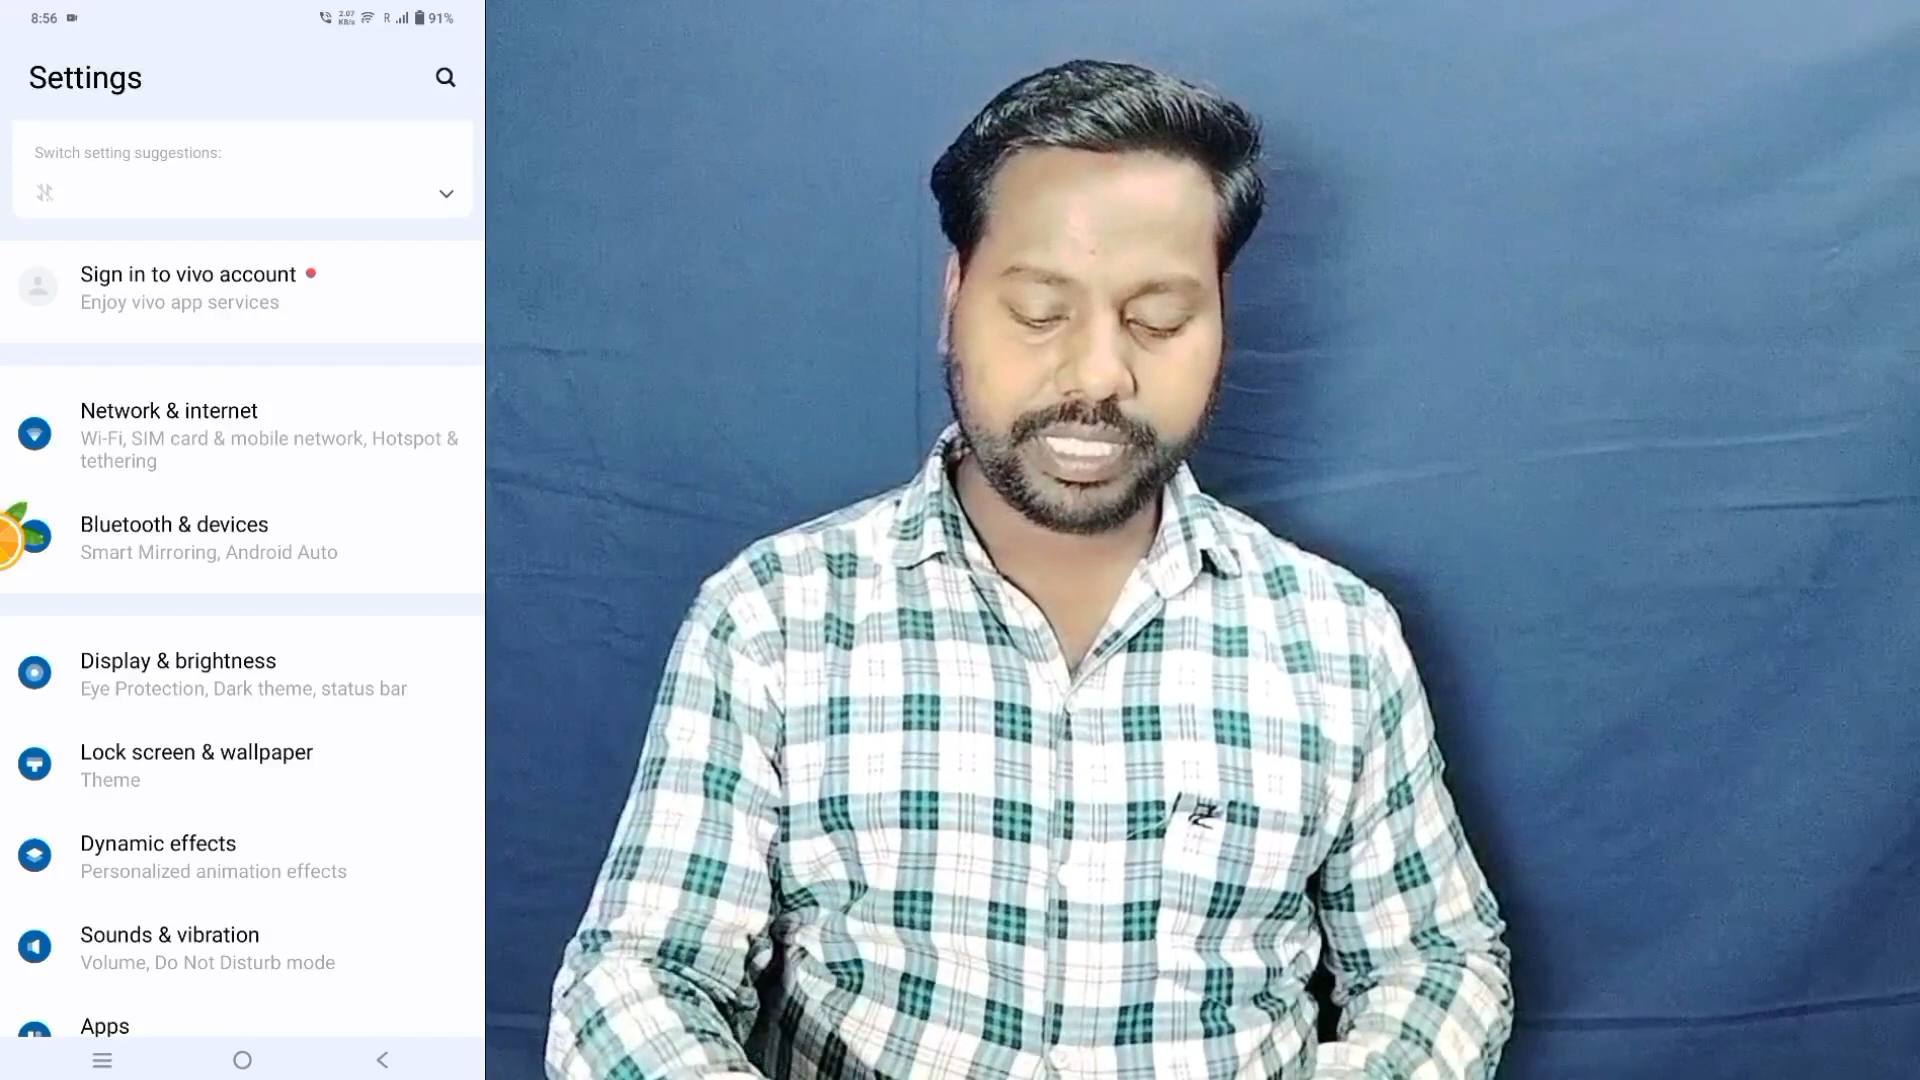 8:56
2.07
KB/s
R
91%
Settings
Switch setting suggestions:
Sign in to vivo account
Enjoy vivo app services
Network & internet
Wi-Fi, SIM card & mobile network, Hotspot &
tethering
Bluetooth & devices
Smart Mirroring, Android Auto
Display & brightness
Eye Protection, Dark theme, status bar
Lock screen & wallpaper
Theme
Dynamic effects
Personalized animation effects
Sounds & vibration
Volume, Do Not Disturb mode
Apps